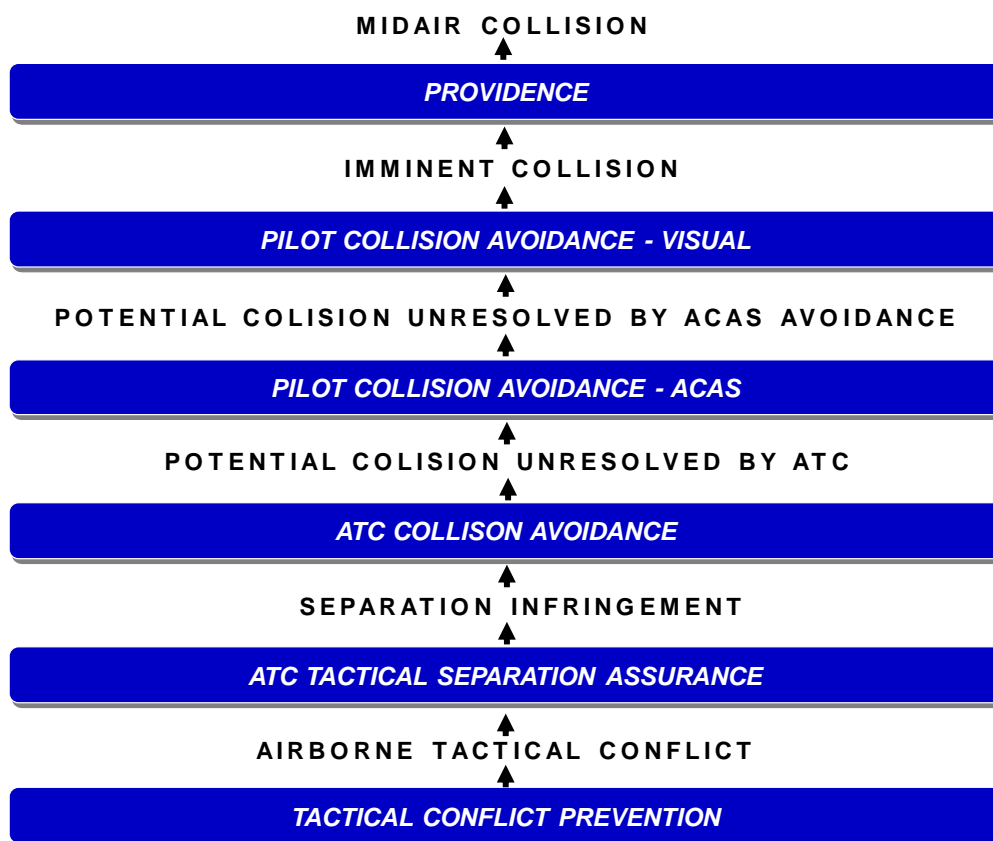 MIDAIR COLLISION
PROVIDENCE
IMMINENT COLLISION
PILOT COLLISION AVOIDANCE - VISUAL
POTENTIAL COLISION UNRESOLVED BY ACAS AVOIDANCE
PILOT COLLISION AVOIDANCE - ACAS
POTENTIAL COLISION UNRESOLVED BY ATC
ATC COLLISON AVOIDANCE
SEPARATION INFRINGEMENT
ATC TACTICAL SEPARATION ASSURANCE
AIRBORNE TACTICAL CONFLICT
TACTICAL CONFLICT PREVENTION